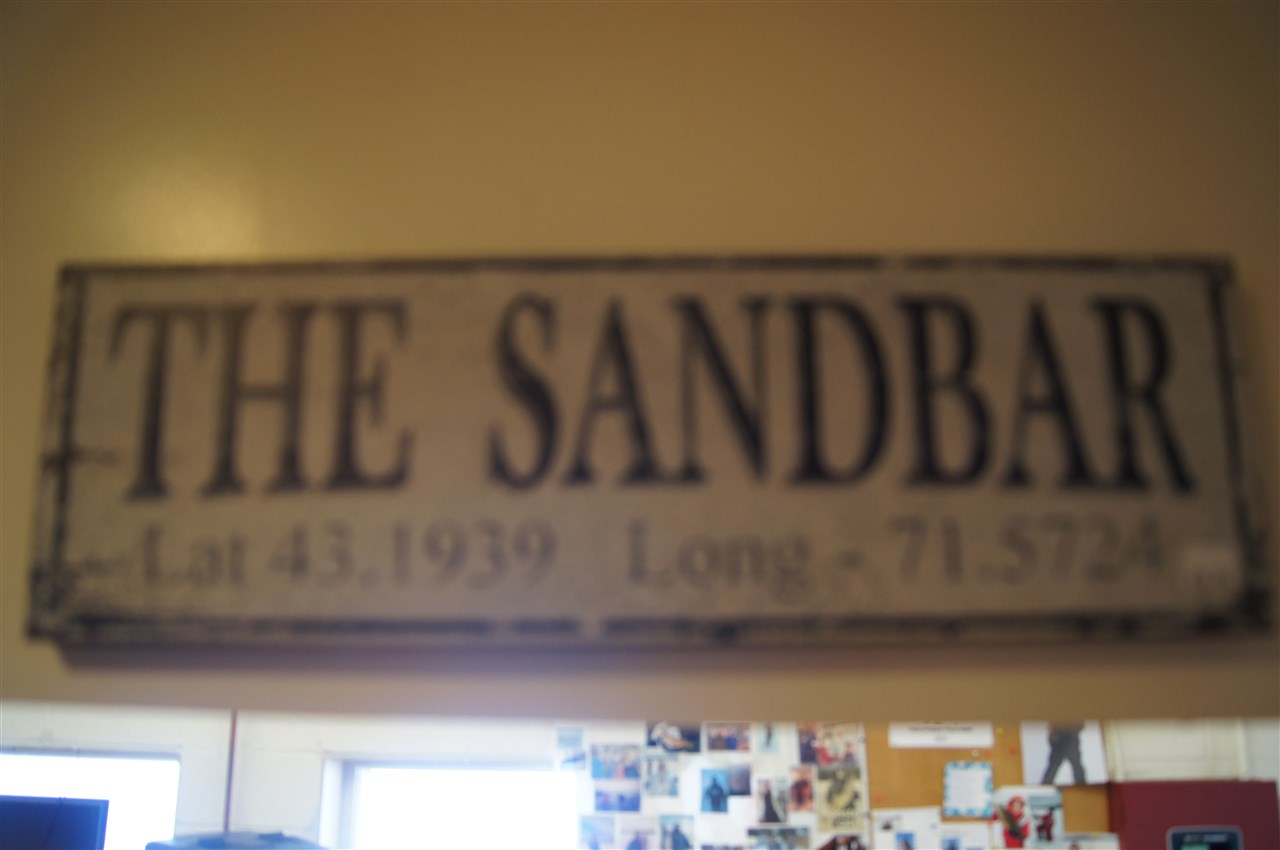 THE SANDBAR
Lat 43.1939 Long - 71.5724